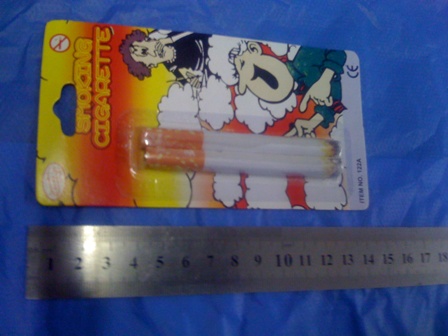 SMOKING
CIGARETTE
CE
ITEM NO. 122A
1 2 3 4 5 6 7 8 9 10 11 12 13 14 15 16 17 18